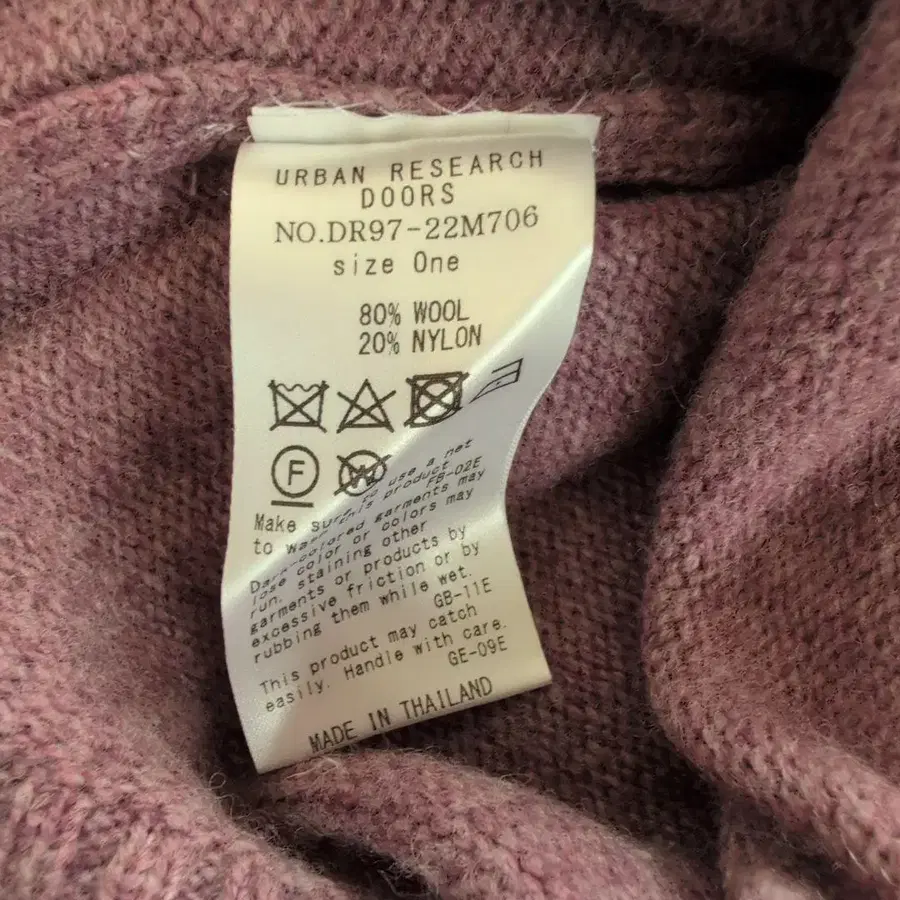 URBAN RESEARCH
DOORS
NO.DR97-22M706
size One
80% WOOL
20% NYLON
F
W
Make sure to use a net
to wash this product.
FB-02E
Dark-colored garments may
lose color or colors may
run, staining other
garments or products by
excessive friction or by
rubbing them while wet.
GB-11E
This product may catch
easily. Handle with care.
GE-09E
MADE IN THAILAND